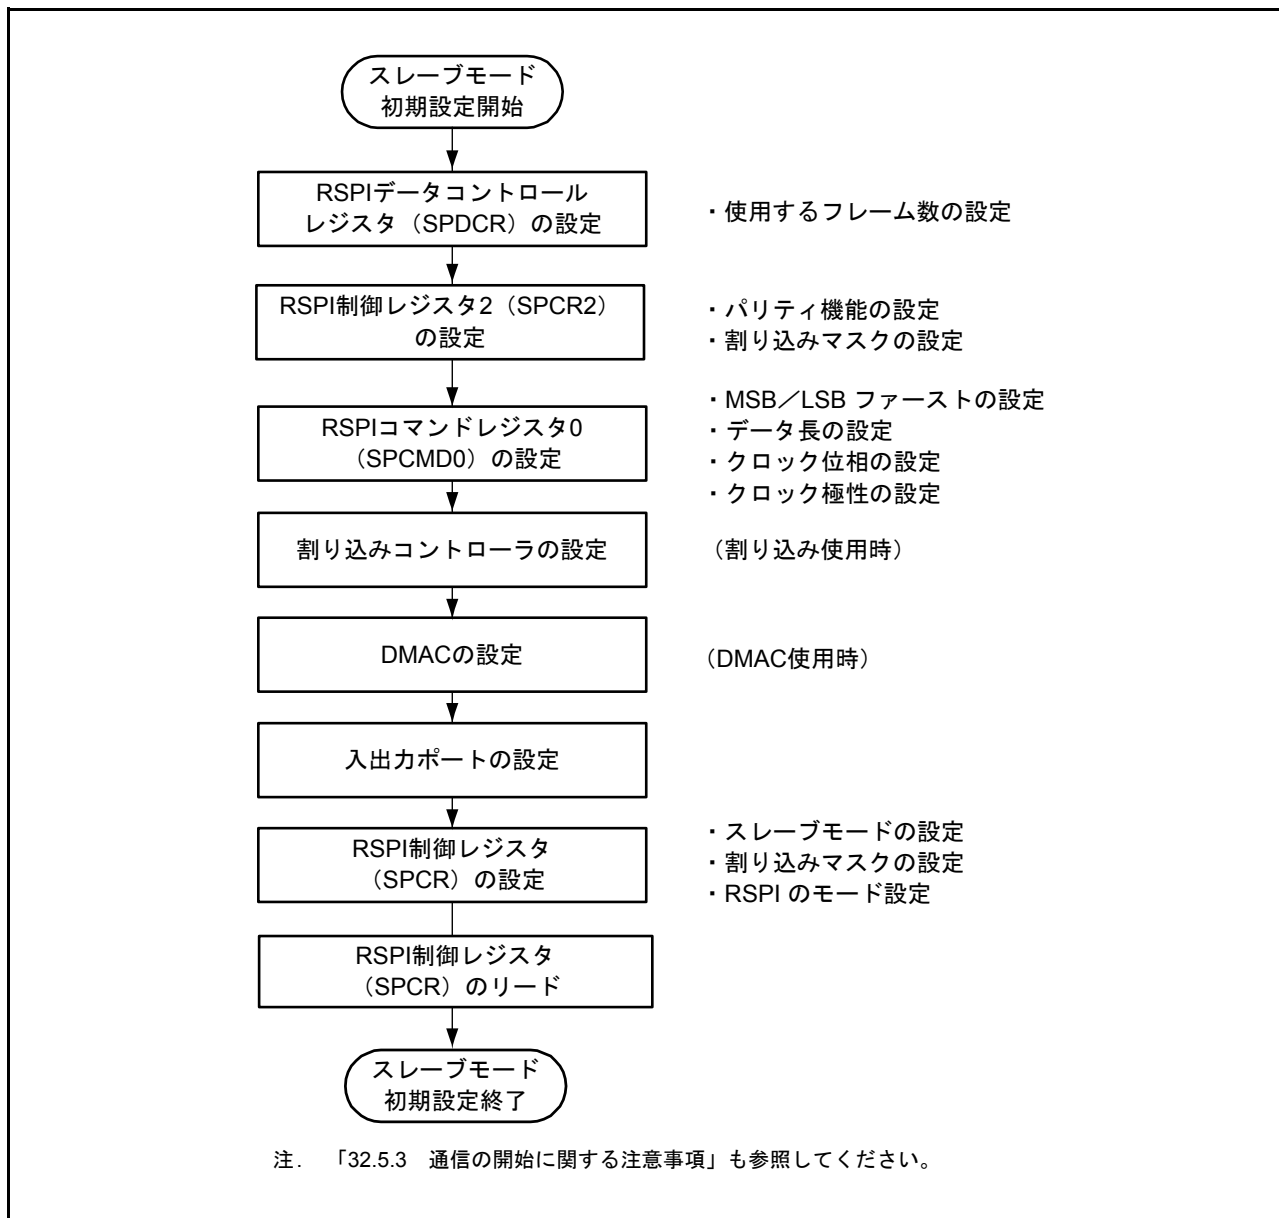 スレーブモード
初期設定開始
RSPIデータコントロール
レジスタ（SPDCR）の設定
・使用するフレーム数の設定
RSPI制御レジスタ2（SPCR2）
の設定
・パリティ機能の設定
・割り込みマスクの設定
RSPIコマンドレジスタ0
（SPCMD0）の設定
・MSB／LSB ファーストの設定
・データ長の設定
・クロック位相の設定
・クロック極性の設定
割り込みコントローラの設定
（割り込み使用時）
DMACの設定
（DMAC使用時）
入出力ポートの設定
RSPI制御レジスタ
（SPCR）の設定
・スレーブモードの設定
・割り込みマスクの設定
・RSPI のモード設定
RSPI制御レジスタ
（SPCR）のリード
スレーブモード
初期設定終了
注. 「32.5.3 通信の開始に関する注意事項」も参照してください。